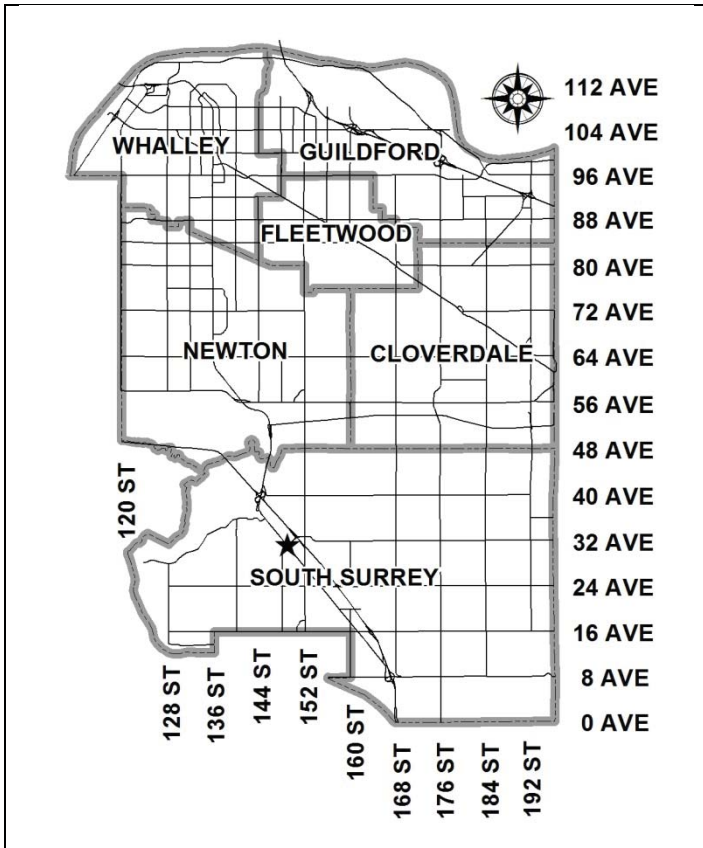 112 AVE
104 AVE
WHALLEY
GUILDFORD
96 AVE
88 AVE
FLEETWOOD
80 AVE
72 AVE
NEWTON
CLOVERDALE
64 AVE
56 AVE
48 AVE
120 ST
40 AVE
32 AVE
SOUTH SURREY
24 AVE
16 AVE
128 ST
136 ST
144 ST
152 ST
8 AVE
160 ST
0 AVE
168 ST
176 ST
184 ST
192 ST